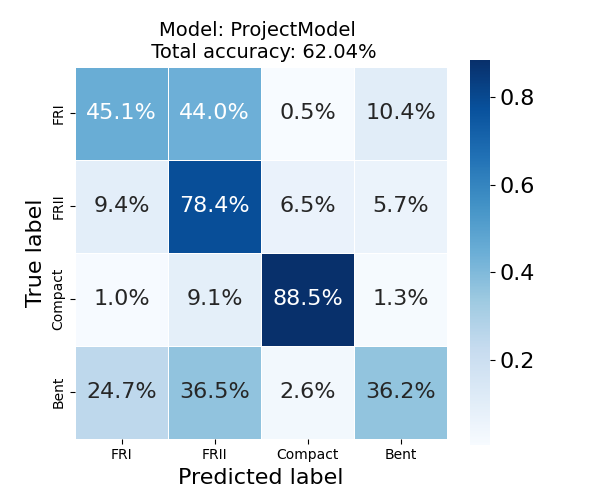 Model: ProjectModel
Total accuracy: 62.04%
True label
FRI
45.1% 44.0% 0.5% 10.4%
FRII
9.4% 78.4% 6.5% 5.7%
Compact
1.0% 9.1% 88.5% 1.3%
Bent
24.7% 36.5% 2.6% 36.2%
FRI FRII Compact Bent
Predicted label
0.8
0.6
0.4
0.2